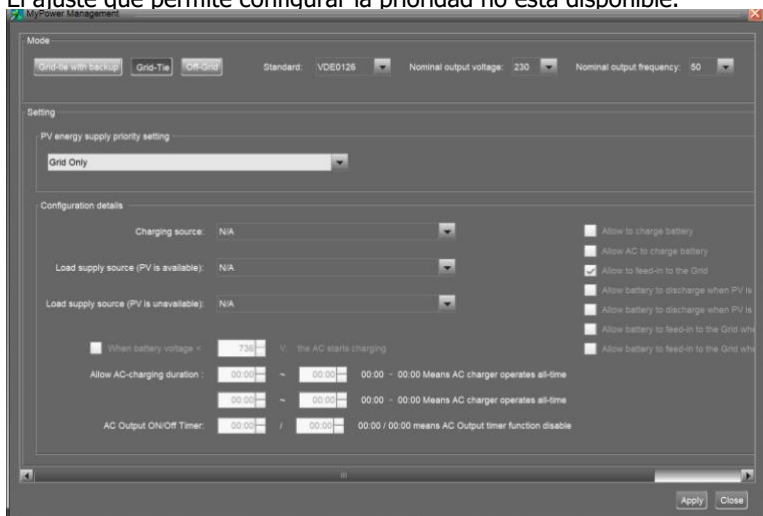 El ajuste que permite configurar la prioridad no está disponible.
MyPower Management
Mode
Grid-tie with backup Grid-Tie Off-Grid Standard: VDE0126 Nominal output voltage: 230 Nominal output frequency: 50
Setting
PV energy supply priority setting
Grid Only
Configuration details
Charging source: N/A
Allow to charge battery
Allow AC to charge battery
Load supply source (PV is available): N/A
Allow to feed-in to the Grid
Allow battery to discharge when PV is
Load supply source (PV is unavailable): N/A
Allow battery to discharge when PV is
Allow battery to feed-in to the Grid whe
When battery voltage < 736 V, the AC starts charging
Allow battery to feed-in to the Grid whe
Allow AC-charging duration : 00:00 ~ 00:00 00:00 - 00:00 Means AC charger operates all-time
00:00 ~ 00:00 00:00 - 00:00 Means AC charger operates all-time
AC Output ON/Off Timer: 00:00 / 00:00 00:00 / 00:00 means AC Output timer function disable
Apply Close